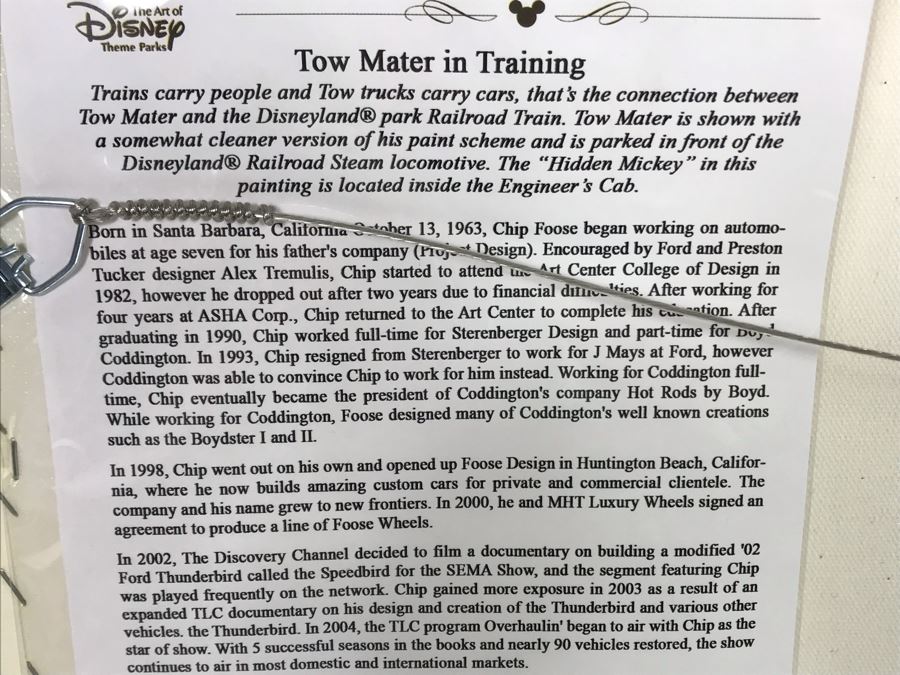 The Art of
DISNEY
Theme Parks
Tow Mater in Training
Trains carry people and Tow trucks carry cars, that's the connection between
Tow Mater and the Disneyland® park Railroad Train. Tow Mater is shown with
a somewhat cleaner version of his paint scheme and is parked in front of the
Disneyland® Railroad Steam locomotive. The "Hidden Mickey" in this
painting is located inside the Engineer's Cab.
Born in Santa Barbara, California October 13, 1963, Chip Foose began working on automo-
biles at age seven for his father's company (Project Design). Encouraged by Ford and Preston
Tucker designer Alex Tremulis, Chip started to attend the Art Center College of Design in
1982, however he dropped out after two years due to financial difficulties. After working for
four years at ASHA Corp., Chip returned to the Art Center to complete his education. After
graduating in 1990, Chip worked full-time for Sterenberger Design and part-time for Boyd
Coddington. In 1993, Chip resigned from Sterenberger to work for J Mays at Ford, however
Coddington was able to convince Chip to work for him instead. Working for Coddington full-
time, Chip eventually became the president of Coddington's company Hot Rods by Boyd.
While working for Coddington, Foose designed many of Coddington's well known creations
such as the Boydster I and II.
In 1998, Chip went out on his own and opened up Foose Design in Huntington Beach, Califor-
nia, where he now builds amazing custom cars for private and commercial clientele. The
company and his name grew to new frontiers. In 2000, he and MHT Luxury Wheels signed an
agreement to produce a line of Foose Wheels.
In 2002, The Discovery Channel decided to film a documentary on building a modified '02
Ford Thunderbird called the Speedbird for the SEMA Show, and the segment featuring Chip
was played frequently on the network. Chip gained more exposure in 2003 as a result of an
expanded TLC documentary on his design and creation of the Thunderbird and various other
vehicles. the Thunderbird. In 2004, the TLC program Overhaulin' began to air with Chip as the
star of show. With 5 successful seasons in the books and nearly 90 vehicles restored, the show
continues to air in most domestic and international markets.